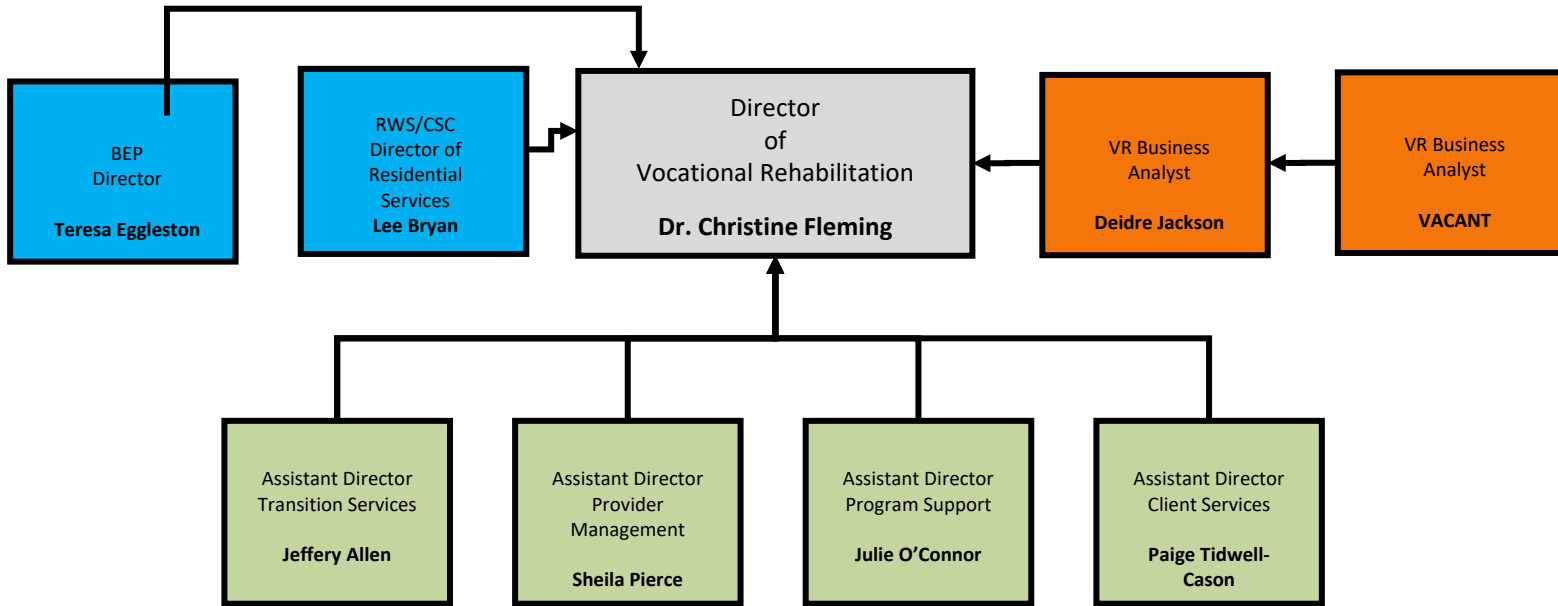 BEP
Director
Teresa Eggleston
RWS/CSC
Director of
Residential
Services
Lee Bryan
Director
of
Vocational Rehabilitation
Dr. Christine Fleming
VR Business
Analyst
Deidre Jackson
VR Business
Analyst
VACANT
Assistant Director
Transition Services
Jeffery Allen
Assistant Director
Provider
Management
Sheila Pierce
Assistant Director
Program Support
Julie O’Connor
Assistant Director
Client Services
Paige Tidwell-
Cason